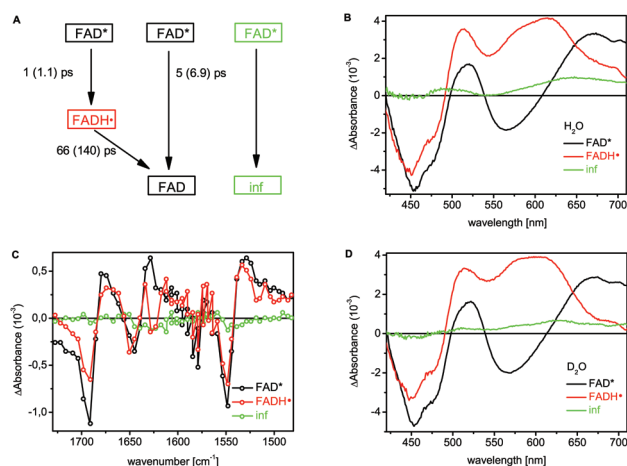 A
FAD* FAD* FAD*
1 (1.1) ps
5 (6.9) ps
FADH•
66 (140) ps
FAD inf
B
4
2
0
-2
-4
ΔAbsorbance (10⁻³)
H₂O
FAD*
FADH•
inf
450 500 550 600 650 700
wavelength [nm]
C
0,5
0,0
-0,5
-1,0
ΔAbsorbance (10⁻³)
FAD*
FADH•
inf
1700 1650 1600 1550 1500
wavenumber [cm⁻¹]
D
4
2
0
-2
-4
ΔAbsorbance (10⁻³)
D₂O
FAD*
FADH•
inf
450 500 550 600 650 700
wavelength [nm]